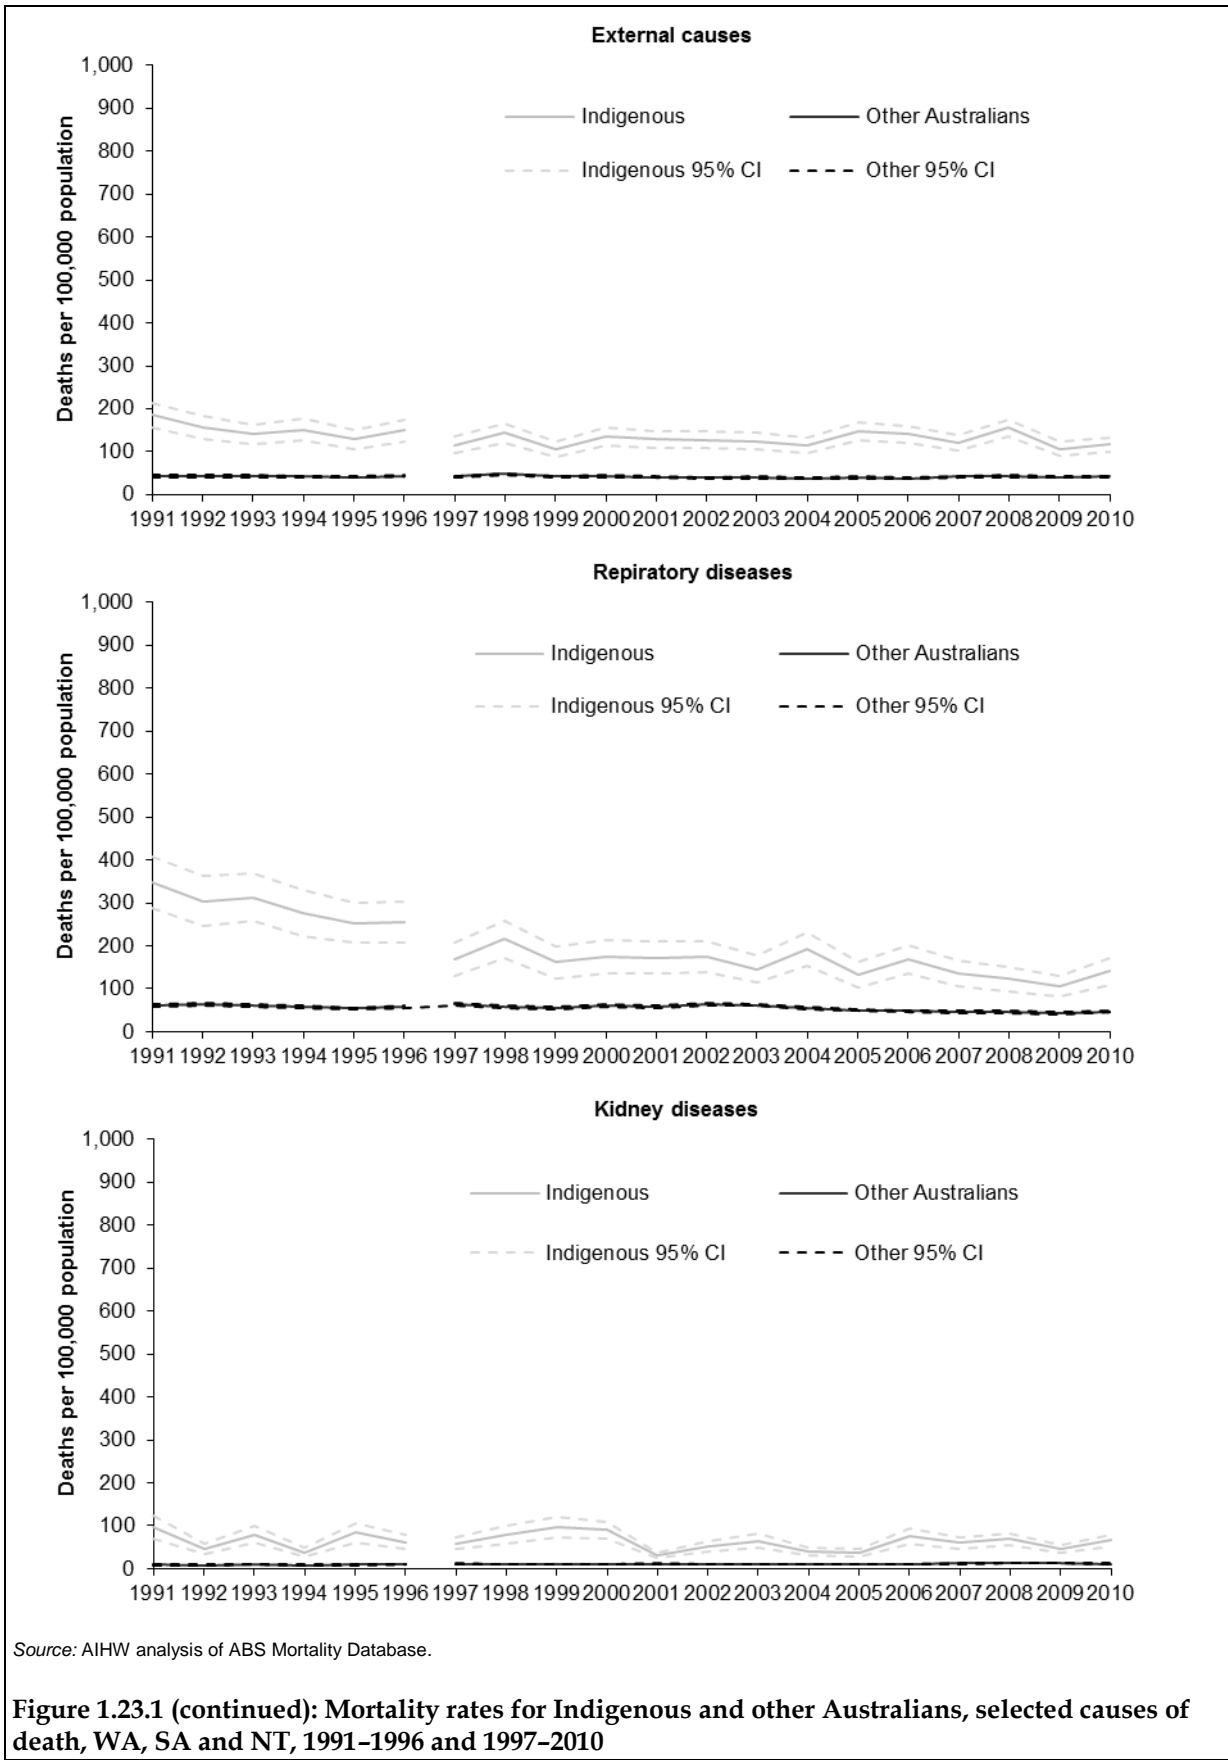 External causes
Deaths per 100,000 population
1,000
900
800
700
600
500
400
300
200
100
0
Indigenous
Other Australians
Indigenous 95% CI
Other 95% CI
1991 1992 1993 1994 1995 1996 1997 1998 1999 2000 2001 2002 2003 2004 2005 2006 2007 2008 2009 2010
Repiratory diseases
Deaths per 100,000 population
1,000
900
800
700
600
500
400
300
200
100
0
Indigenous
Other Australians
Indigenous 95% CI
Other 95% CI
1991 1992 1993 1994 1995 1996 1997 1998 1999 2000 2001 2002 2003 2004 2005 2006 2007 2008 2009 2010
Kidney diseases
Deaths per 100,000 population
1,000
900
800
700
600
500
400
300
200
100
0
Indigenous
Other Australians
Indigenous 95% CI
Other 95% CI
1991 1992 1993 1994 1995 1996 1997 1998 1999 2000 2001 2002 2003 2004 2005 2006 2007 2008 2009 2010
Source: AIHW analysis of ABS Mortality Database.
Figure 1.23.1 (continued): Mortality rates for Indigenous and other Australians, selected causes of
death, WA, SA and NT, 1991–1996 and 1997–2010